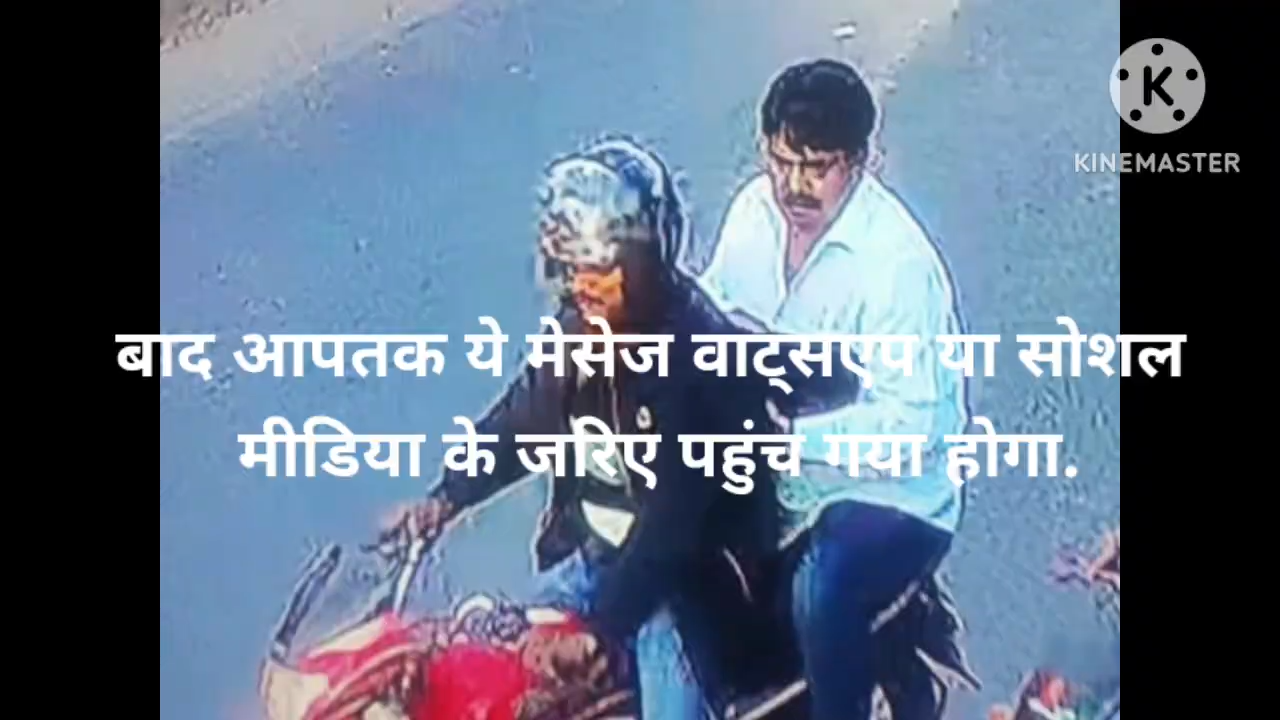 KINEMASTER
बाद आपतक ये मेसेज वाट्सएप या सोशल
मीडिया के जरिए पहुंच गया होगा.